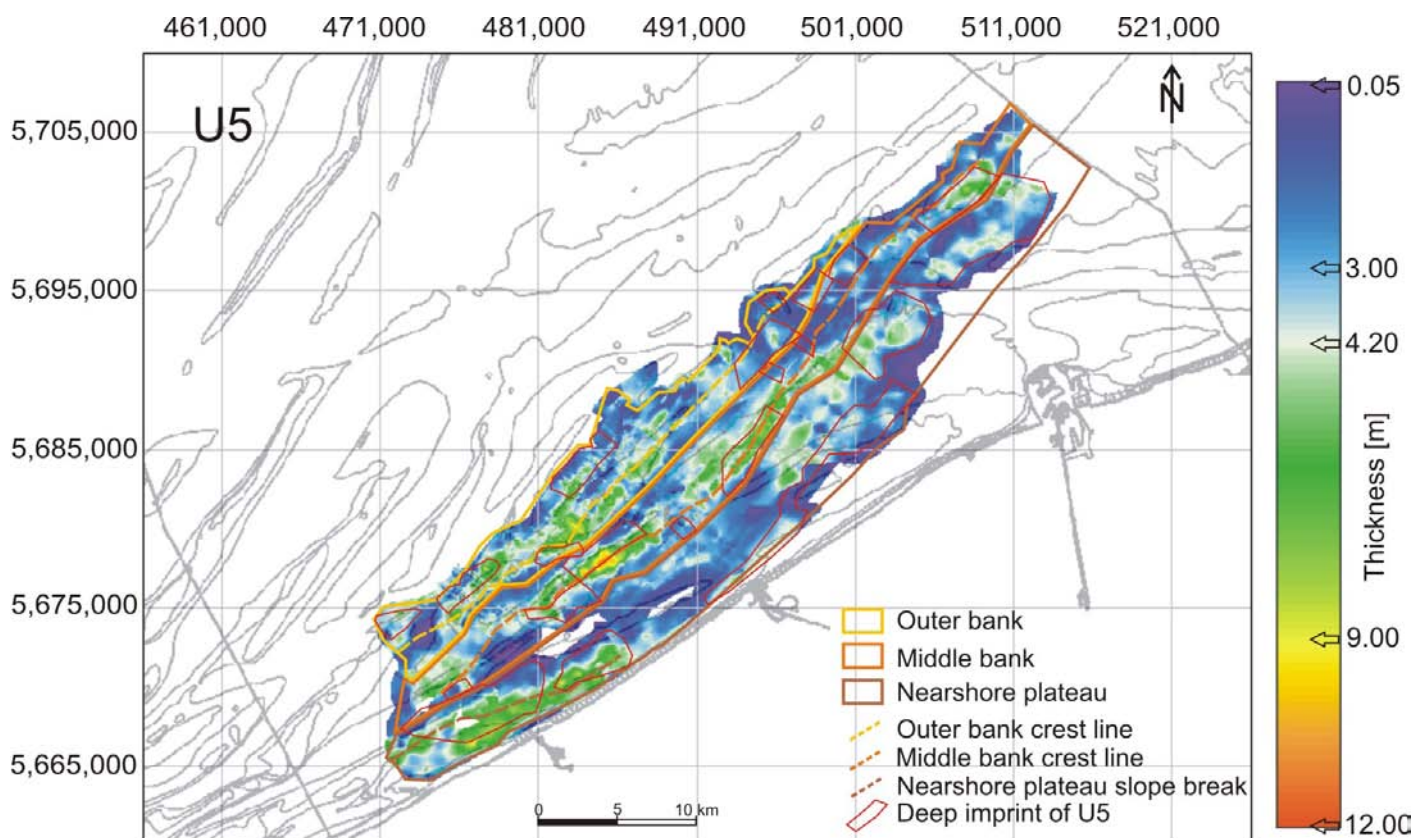 461,000 471,000 481,000 491,000 501,000 511,000 521,000
U5
N
5,705,000
5,695,000
5,685,000
5,675,000
5,665,000
Outer bank
Middle bank
Nearshore plateau
Outer bank crest line
Middle bank crest line
Nearshore plateau slope break
Deep imprint of U5
0 5 10 km
0.05
3.00
4.20
9.00
12.00
Thickness [m]